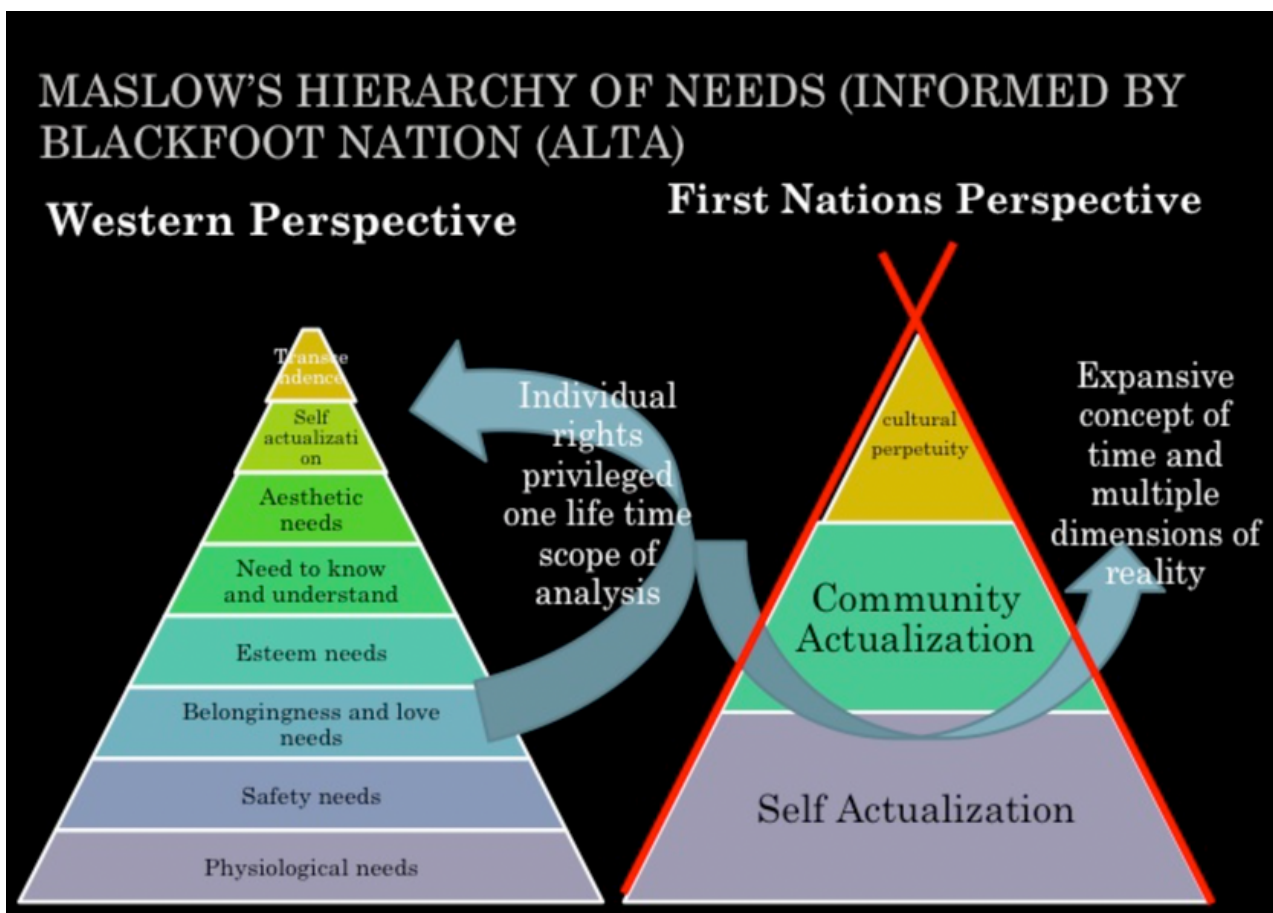 MASLOW'S HIERARCHY OF NEEDS (INFORMED BY
BLACKFOOT NATION (ALTA)
Western Perspective
Transce
ndence
Self
actualizati
on
Aesthetic
needs
Need to know
and understand
Esteem needs
Belongingness and love
needs
Safety needs
Physiological needs
Individual
rights
privileged
one life time
scope of
analysis
First Nations Perspective
cultural
perpetuity
Community
Actualization
Self Actualization
Expansive
concept of
time and
multiple
dimensions of
reality